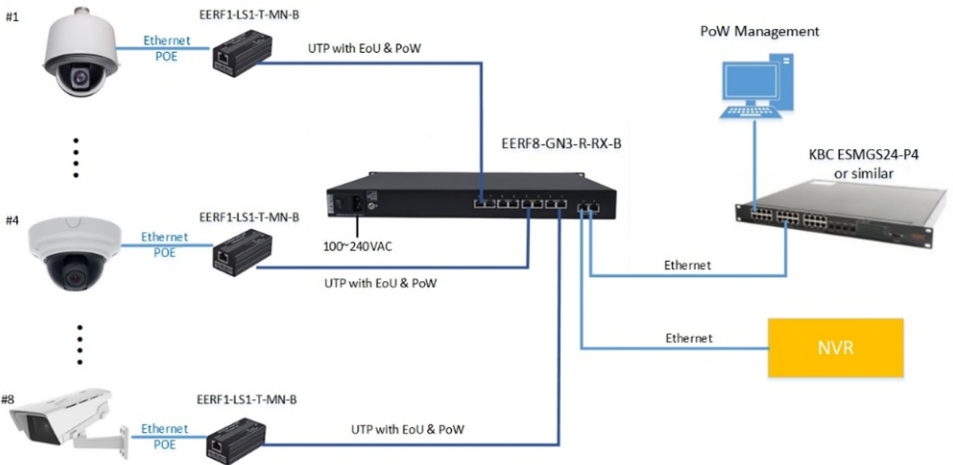 #1
EERF1-LS1-T-MN-B
Ethernet
POE
UTP with EoU & PoW
PoW Management
EERF8-GN3-R-RX-B
KBC ESMGS24-P4
or similar
#4
EERF1-LS1-T-MN-B
Ethernet
POE
100~240VAC
UTP with EoU & PoW
Ethernet
Ethernet
NVR
#8
EERF1-LS1-T-MN-B
Ethernet
POE
UTP with EoU & PoW